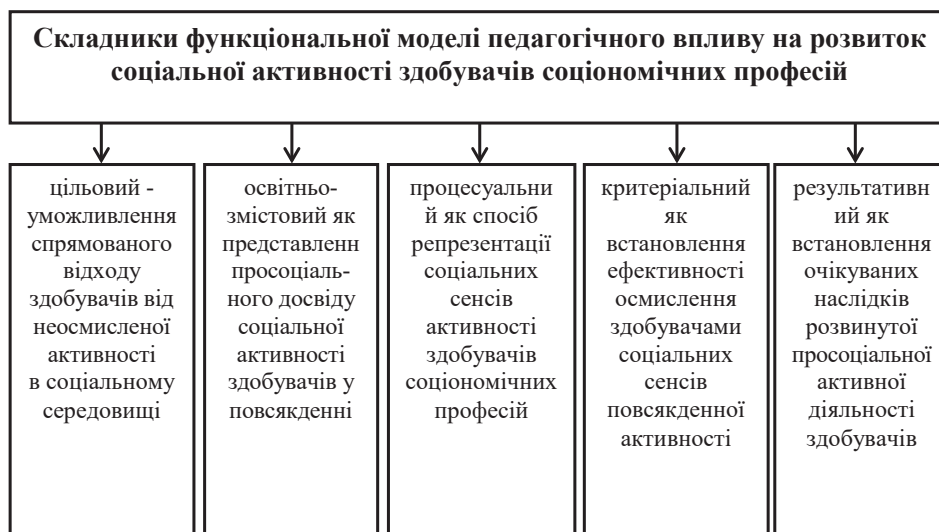 Складники функціональної моделі педагогічного впливу на розвиток
соціальної активності здобувачів соціономічних професій
цільовий -
уможливлення
спрямованого
відходу
здобувачів від
неосмисленої
активності
в соціальному
середовищі
освітньо-
змістовий як
представленн
просоціаль-
ного досвіду
соціальної
активності
здобувачів у
повсякденні
процесуальни
й як спосіб
репрезентації
соціальних
сенсів
активності
здобувачів
соціономічних
професій
критеріальний
як
встановлення
ефективності
осмислення
здобувачами
соціальних
сенсів
повсякденної
активності
результативн
ий як
встановлення
очікуваних
наслідків
розвинутої
просоціальної
активної
діяльності
здобувачів